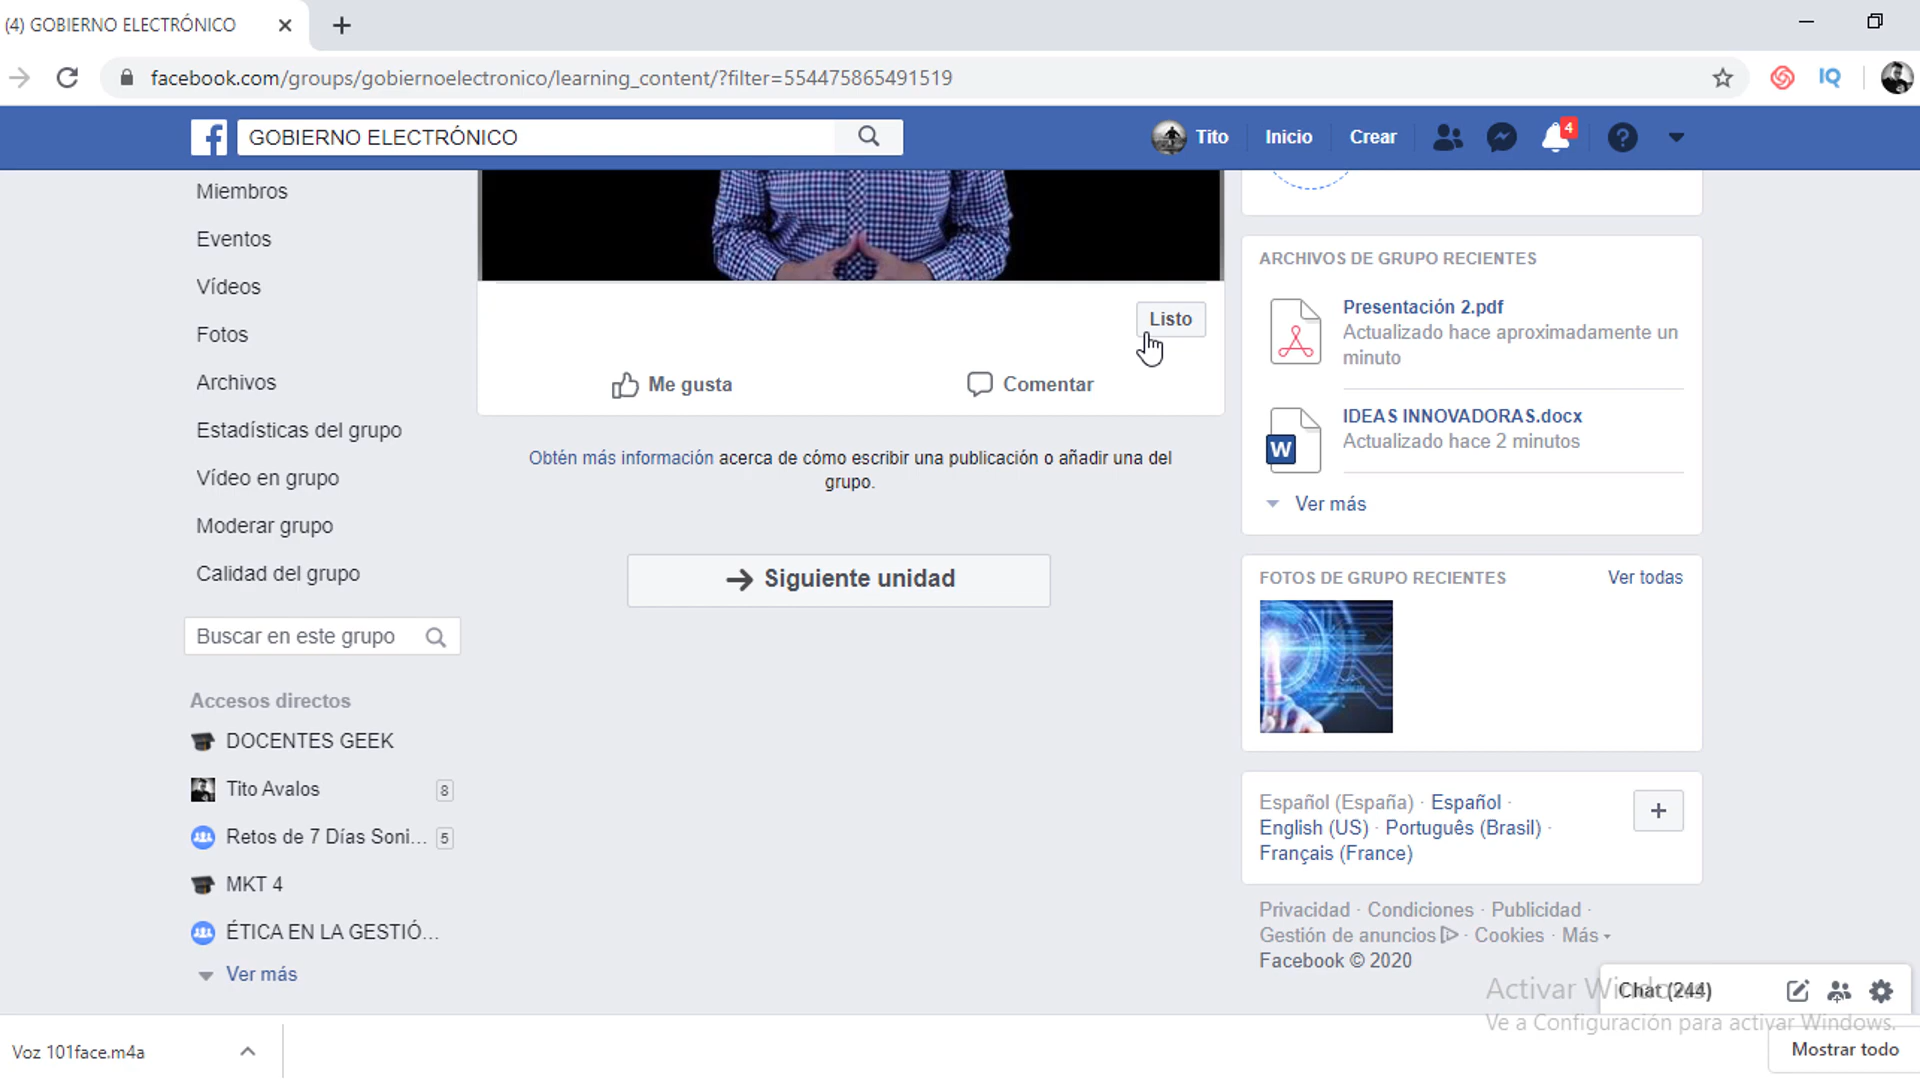 (4) GOBIERNO ELECTRÓNICO
facebook.com/groups/gobiernoelectronico/learning_content/?filter=554475865491519
IQ
GOBIERNO ELECTRÓNICO
Tito
Inicio
Crear
4
Miembros
Eventos
Vídeos
Fotos
Archivos
Estadísticas del grupo
Vídeo en grupo
Moderar grupo
Calidad del grupo
Buscar en este grupo
Accesos directos
DOCENTES GEEK
Tito Avalos 8
Retos de 7 Días Soni... 5
MKT 4
ÉTICA EN LA GESTIÓ...
Ver más
Listo
Me gusta
Comentar
Obtén más información acerca de cómo escribir una publicación o añadir una del
grupo.
Siguiente unidad
ARCHIVOS DE GRUPO RECIENTES
Presentación 2.pdf
Actualizado hace aproximadamente un
minuto
W
IDEAS INNOVADORAS.docx
Actualizado hace 2 minutos
Ver más
FOTOS DE GRUPO RECIENTES
Ver todas
Español (España) · Español ·
English (US) · Português (Brasil) ·
Français (France)
Privacidad · Condiciones · Publicidad ·
Gestión de anuncios · Cookies · Más
Facebook © 2020
Chat (244)
Activar Windows
Ve a Configuración para activar Windows.
Voz 101face.m4a
Mostrar todo